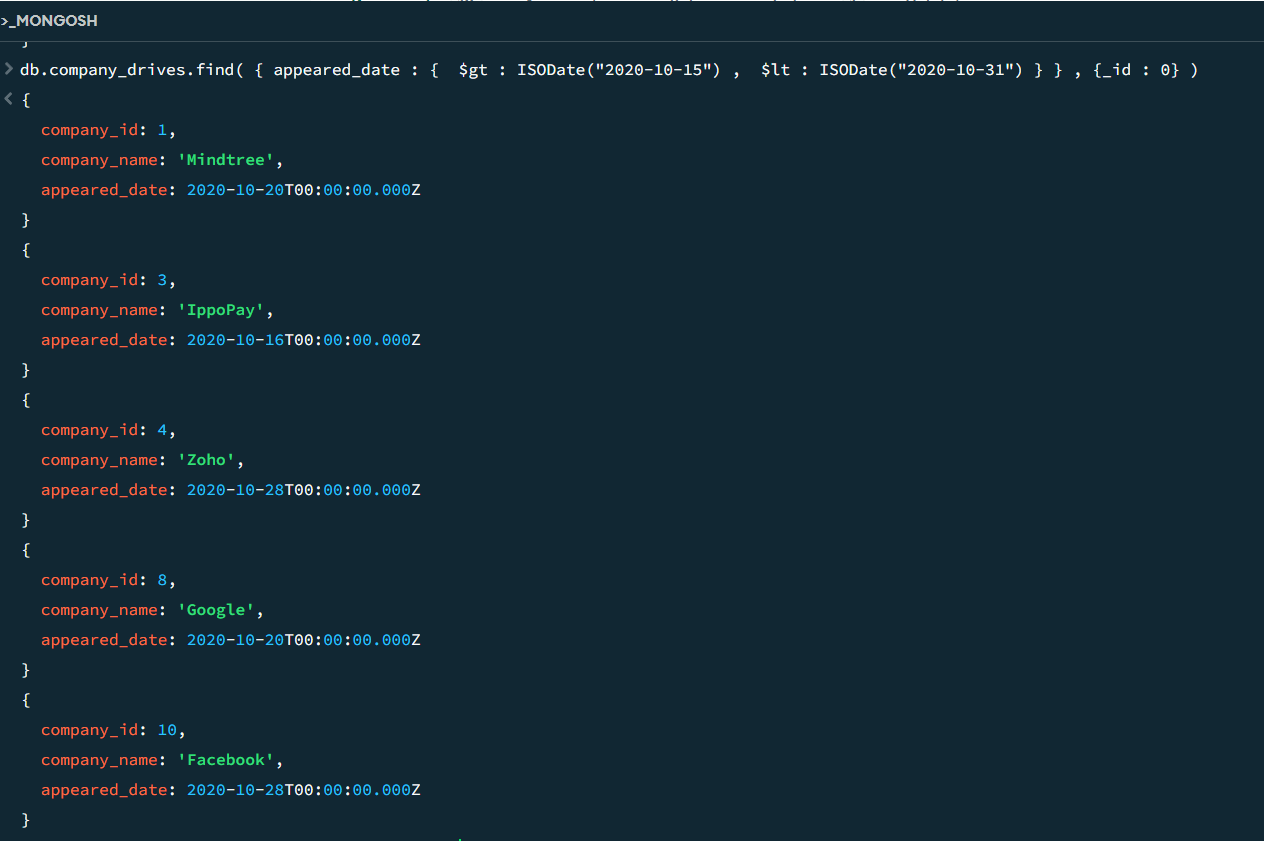 >_MONGOSH
}
> db.company_drives.find( { appeared_date : {  $gt : ISODate("2020-10-15") ,  $lt : ISODate("2020-10-31") } } , {_id : 0} )
< {
company_id: 1,
company_name: 'Mindtree',
appeared_date: 2020-10-20T00:00:00.000Z
}
{
company_id: 3,
company_name: 'IppoPay',
appeared_date: 2020-10-16T00:00:00.000Z
}
{
company_id: 4,
company_name: 'Zoho',
appeared_date: 2020-10-28T00:00:00.000Z
}
{
company_id: 8,
company_name: 'Google',
appeared_date: 2020-10-20T00:00:00.000Z
}
{
company_id: 10,
company_name: 'Facebook',
appeared_date: 2020-10-28T00:00:00.000Z
}